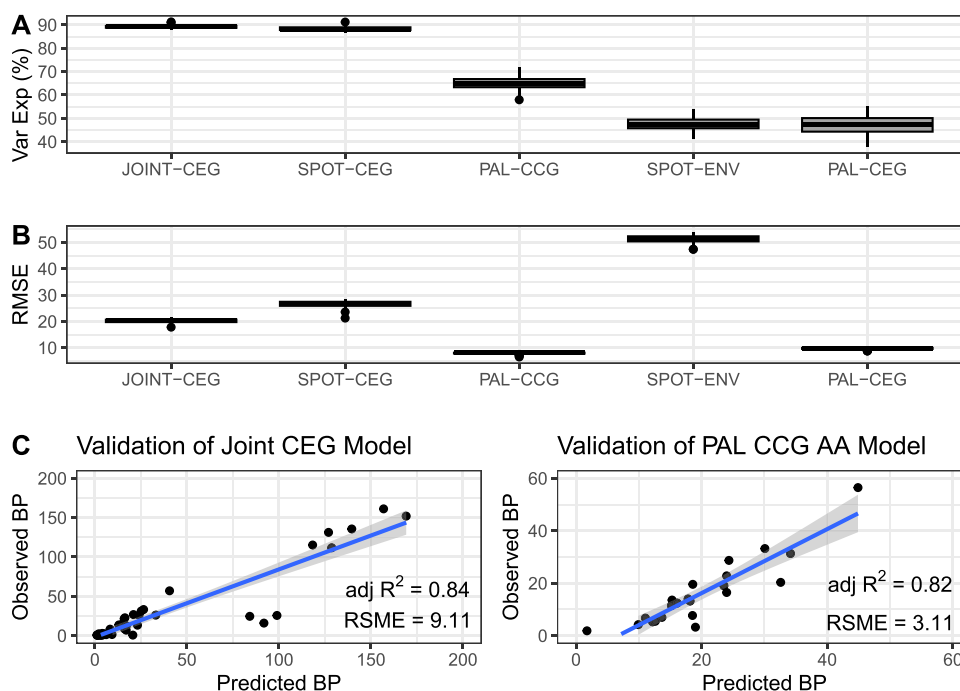 A
Var Exp (%)
90
80
70
60
50
40
JOINT−CEG SPOT−CEG PAL−CCG SPOT−ENV PAL−CEG
B
RMSE
50
40
30
20
10
JOINT−CEG SPOT−CEG PAL−CCG SPOT−ENV PAL−CEG
C
Validation of Joint CEG Model
Observed BP
200
150
100
50
0
adj R² = 0.84
RSME = 9.11
0 50 100 150 200
Predicted BP
Validation of PAL CCG AA Model
Observed BP
60
40
20
0
adj R² = 0.82
RSME = 3.11
0 20 40 60
Predicted BP